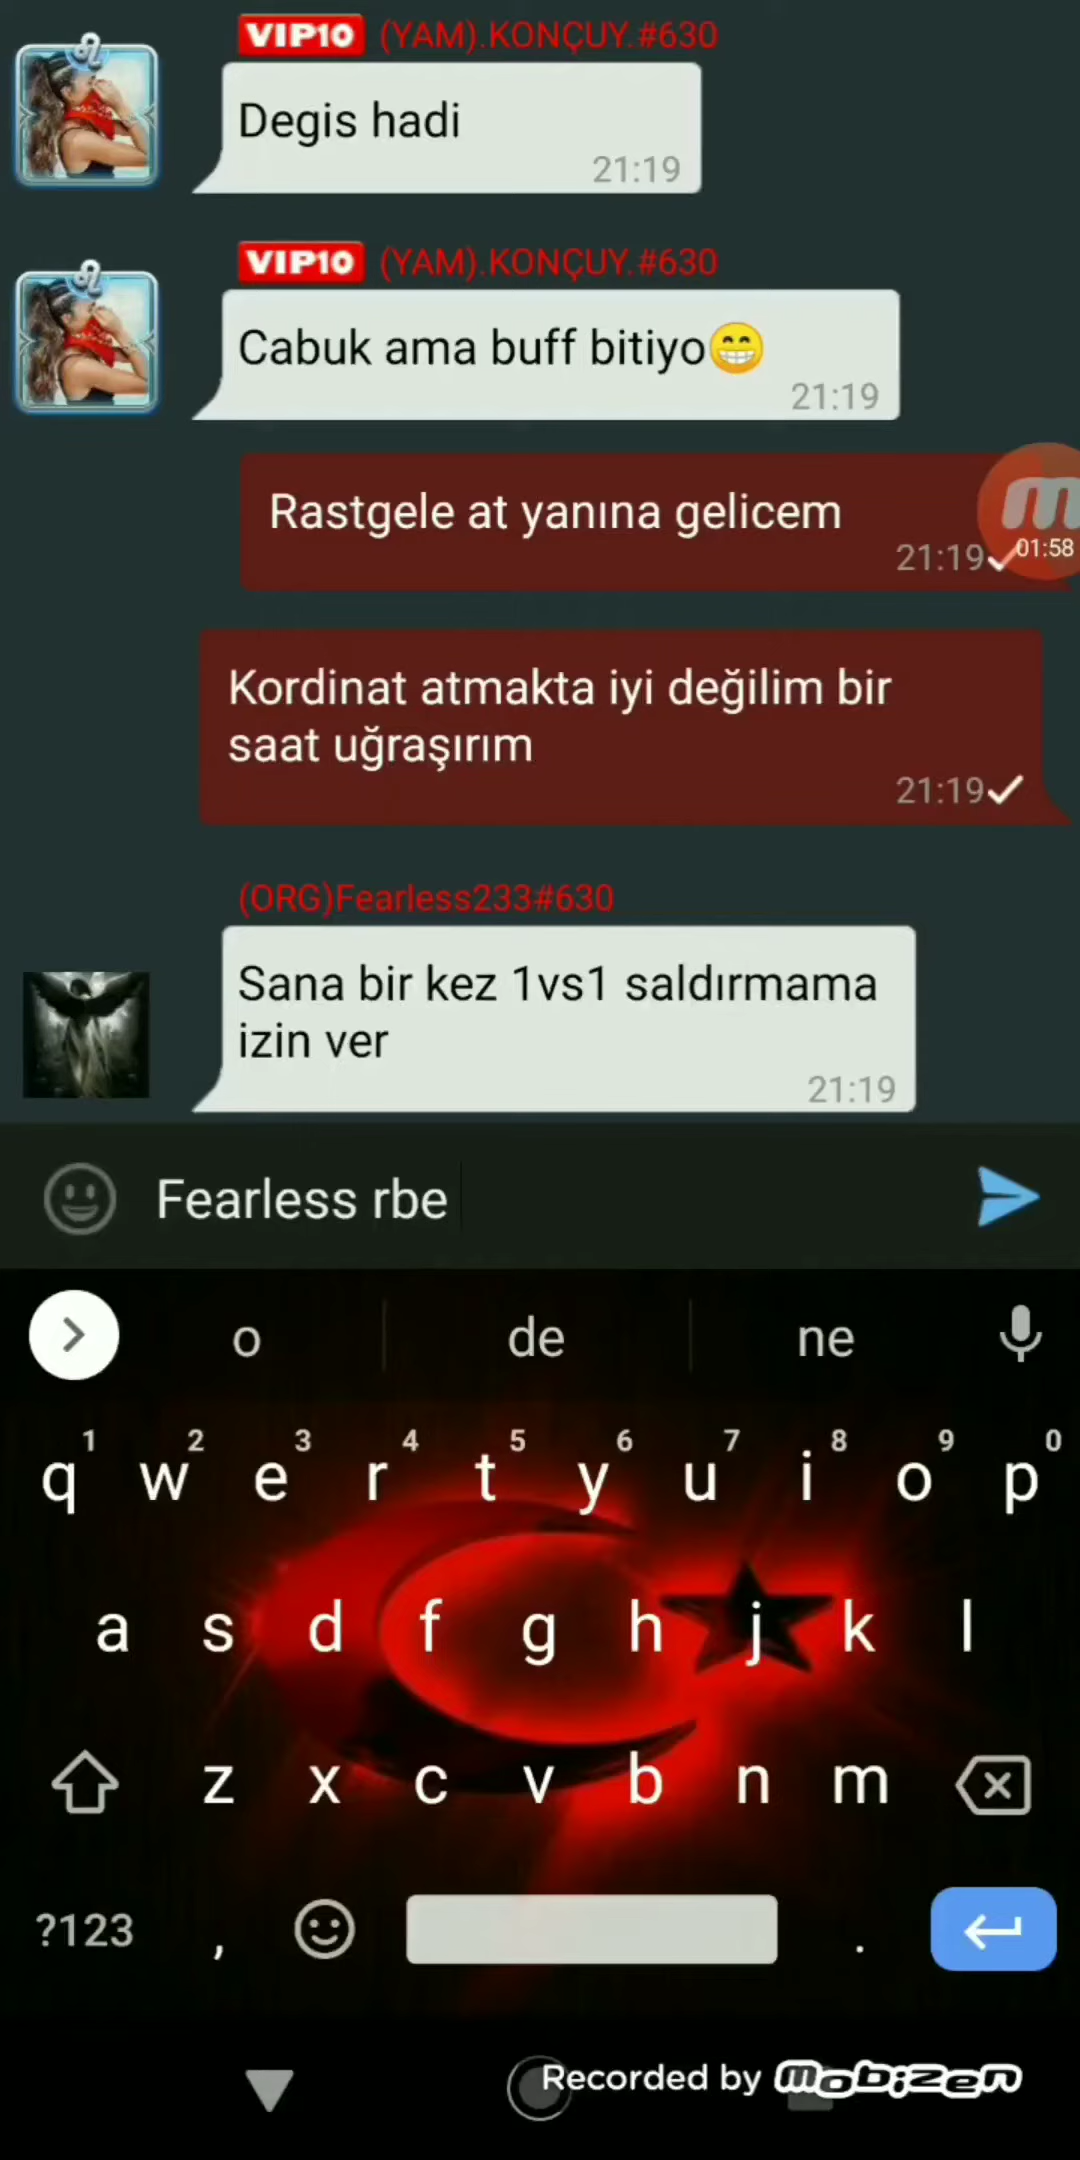 VIP10 (YAM).KONÇUY.#630
Degis hadi
21:19
VIP10 (YAM).KONÇUY.#630
Cabuk ama buff bitiyo😁
21:19
Rastgele at yanına gelicem
21:19
01:58
Kordinat atmakta iyi değilim bir
saat uğraşırım
21:19
(ORG)Fearless233#630
Sana bir kez 1vs1 saldırmama
izin ver
21:19
Fearless rbe
o de ne
1 2 3 4 5 6 7 8 9 0
q w e r t y u i o p
a s d f g h j k l
z x c v b n m
?123 , .
Recorded by mobizen